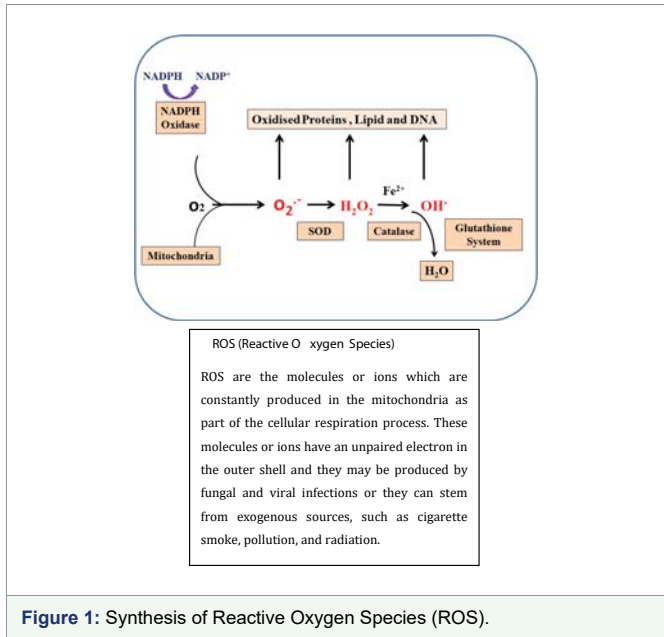 NADPH NADP⁺
NADPH
Oxidase
Oxidised Proteins , Lipid and DNA
Fe²⁺
O₂ O₂·⁻ H₂O₂ OH·
SOD Catalase Glutathione
System
Mitochondria
H₂O
ROS (Reactive O xygen Species)
ROS are the molecules or ions which are
constantly produced in the mitochondria as
part of the cellular respiration process. These
molecules or ions have an unpaired electron in
the outer shell and they may be produced by
fungal and viral infections or they can stem
from exogenous sources, such as cigarette
smoke, pollution, and radiation.
Figure 1: Synthesis of Reactive Oxygen Species (ROS).